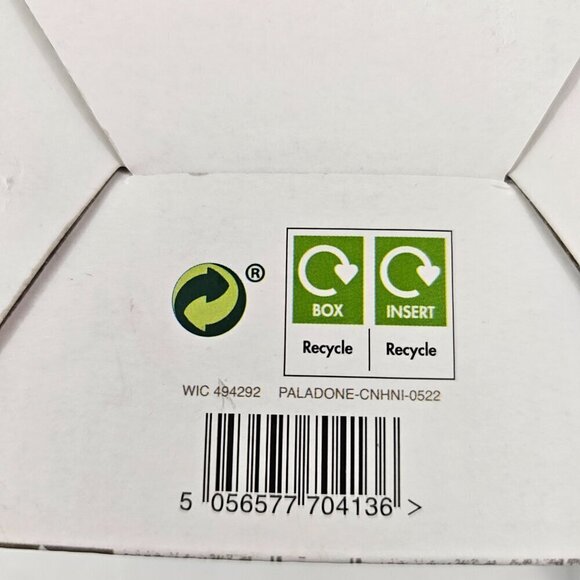 ®
BOX INSERT
Recycle Recycle
WIC 494292 PALADONE-CNHNI-0522
5 056577 704136 >